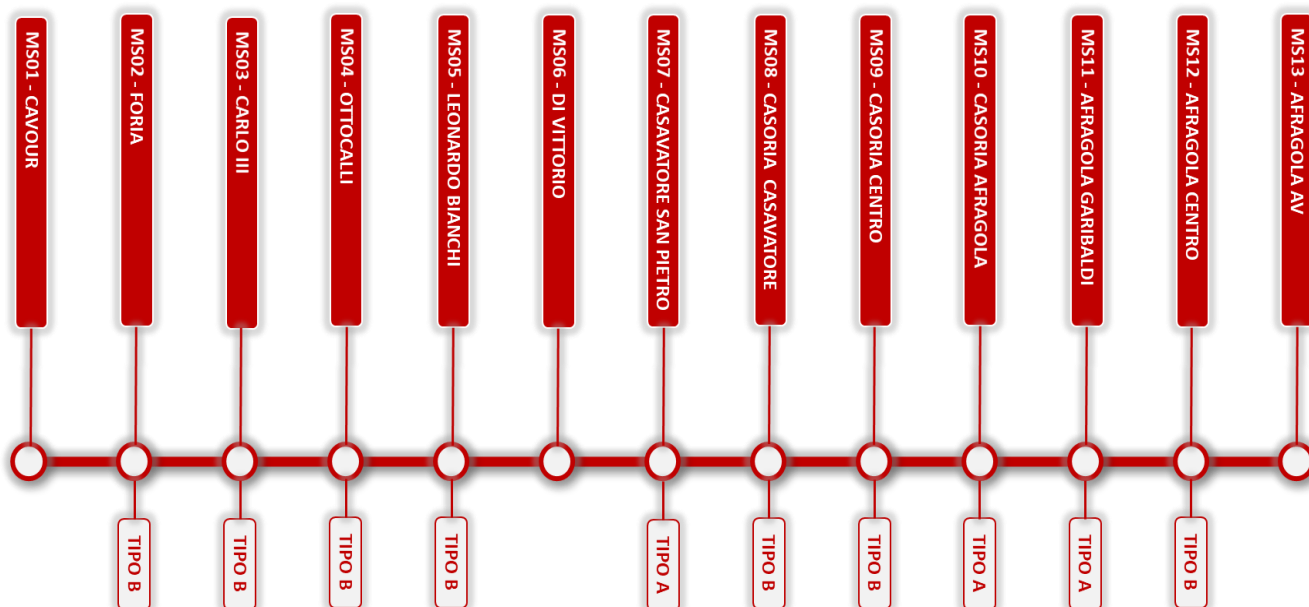 MS01 - CAVOUR
MS02 - FORIA
MS03 - CARLO III
MS04 - OTTOCALLI
MS05 - LEONARDO BIANCHI
MS06 - DI VITTORIO
MS07 - CASAVATORE SAN PIETRO
MS08 - CASORIA  CASAVATORE
MS09 - CASORIA CENTRO
MS10 - CASORIA AFRAGOLA
MS11 - AFRAGOLA GARIBALDI
MS12 - AFRAGOLA CENTRO
MS13 - AFRAGOLA AV
TIPO B
TIPO B
TIPO B
TIPO B
TIPO A
TIPO B
TIPO B
TIPO A
TIPO A
TIPO B